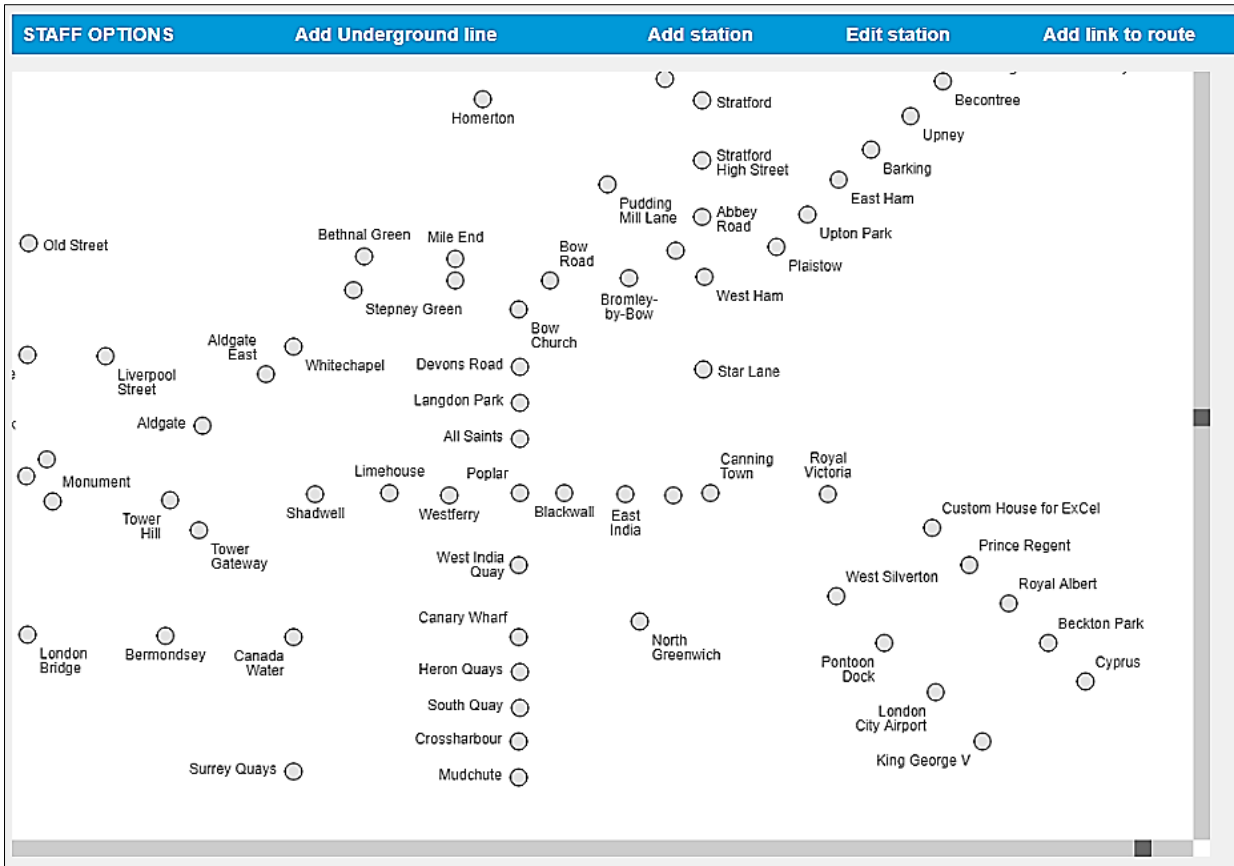 STAFF OPTIONS
Add Underground line
Add station
Edit station
Add link to route
Homerton
Stratford
Becontree
Upney
Stratford
High Street
Barking
Pudding
Mill Lane
East Ham
Abbey
Road
Upton Park
Old Street
Bethnal Green
Mile End
Bow
Road
Plaistow
Stepney Green
Bromley-
by-Bow
West Ham
Bow
Church
Aldgate
East
Whitechapel
Liverpool
Street
Devons Road
Star Lane
Langdon Park
Aldgate
All Saints
Monument
Limehouse
Poplar
Canning
Town
Royal
Victoria
Shadwell
Westferry
Blackwall
East
India
Tower
Hill
Tower
Gateway
Custom House for ExCel
Prince Regent
West India
Quay
West Silverton
Royal Albert
Canary Wharf
North
Greenwich
Beckton Park
London
Bridge
Bermondsey
Canada
Water
Heron Quays
Pontoon
Dock
Cyprus
South Quay
London
City Airport
Crossharbour
King George V
Surrey Quays
Mudchute